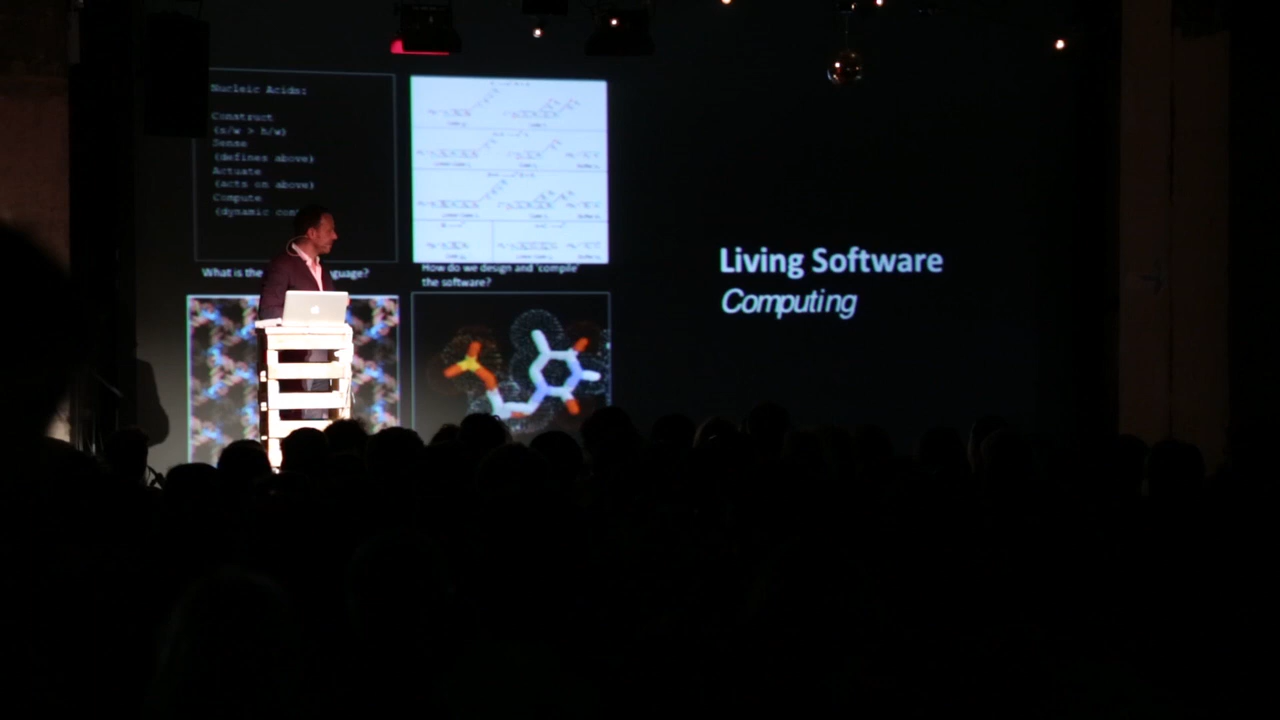 Nucleic Acids:
Construct
(s/w > h/w)
Sense
(defines above)
Actuate
(Acts on above)
Compute
(dynamic
What is the
How do we design and 'compile'
the software?
Living Software
Computing